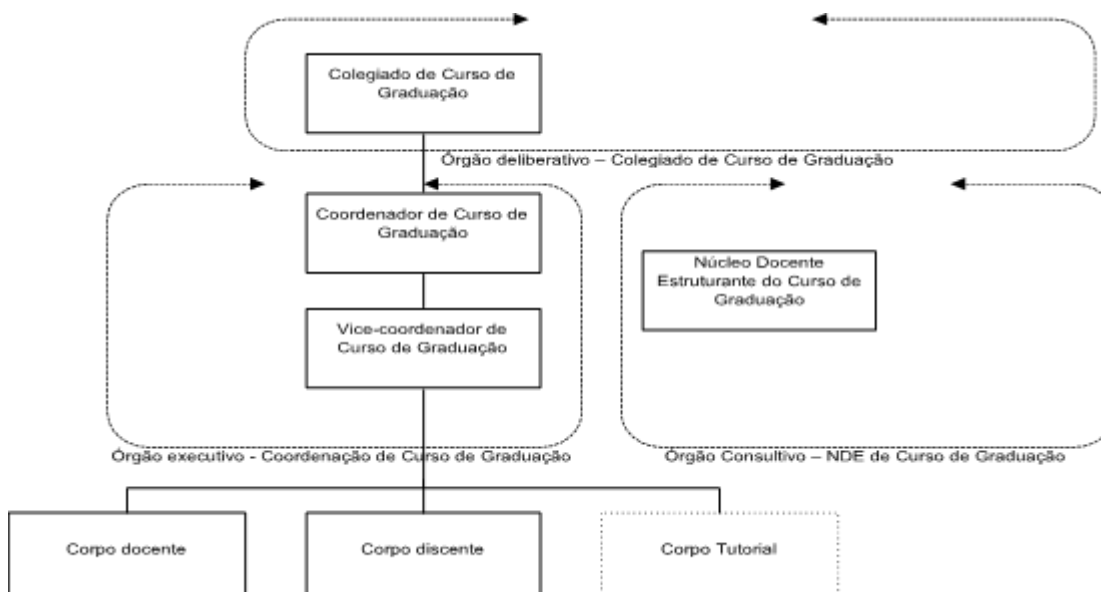 Colegiado de Curso de
Graduação
Órgão deliberativo – Colegiado de Curso de Graduação
Coordenador de Curso de
Graduação
Núcleo Docente
Estruturante do Curso de
Graduação
Vice-coordenador de
Curso de Graduação
Órgão executivo - Coordenação de Curso de Graduação
Órgão Consultivo – NDE de Curso de Graduação
Corpo docente
Corpo discente
Corpo Tutorial